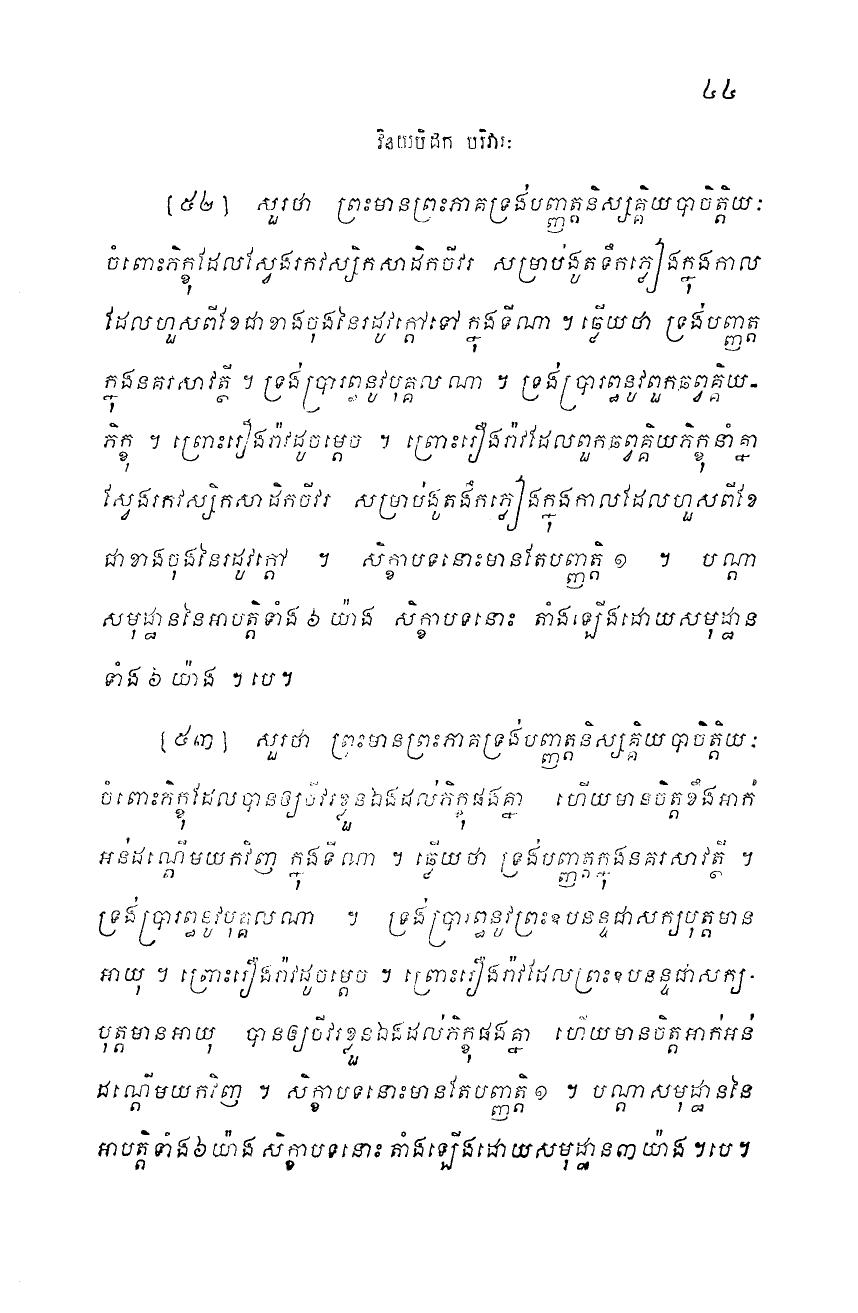 ៤៤
វិនយបិដក បរិវារៈ
[៥២] សួរថា ព្រះមានព្រះភាគទ្រង់បញ្ញត្តនិស្សគ្គិយបាចិត្តិយៈ
ចំពោះភិក្ខុដែលស្វែងរកវស្សិកសាដិកចីវរ សម្រាប់ងូតទឹកភ្លៀងក្នុងកាល
ដែលហួសពីខែជាខាងចុងនៃរដូវក្តៅទៅ ក្នុងទីណា ។ ឆ្លើយថា ទ្រង់បញ្ញត្ត
ក្នុងនគរសាវត្ថី ។ ទ្រង់ប្រារឰនូវបុគ្គលណា ។ ទ្រង់ប្រារឰនូវពួកឆព្វគ្គិយ-
ភិក្ខុ ។ ព្រោះរឿងរ៉ាវដូចម្តេច ។ ព្រោះរឿងរ៉ាវដែលពួកឆព្វគ្គិយភិក្ខុនាំគ្នា
ស្វែងរកវស្សិកសាដិកចីវរ សម្រាប់ងូតទឹកភ្លៀងក្នុងកាលដែលហួសពីខែ
ជាខាងចុងនៃរដូវក្តៅ ។ សិក្ខាបទនោះមានតែបញ្ញត្តិ ១ ។ បណ្តា
សមុដ្ឋាននៃអាបត្តិទាំង ៦ យ៉ាង សិក្ខាបទនោះ តាំងឡើងដោយសមុដ្ឋាន
ទាំង ៦ យ៉ាង ។ បេ ។
[៥៣] សួរថា ព្រះមានព្រះភាគទ្រង់បញ្ញត្តនិស្សគ្គិយបាចិត្តិយៈ
ចំពោះភិក្ខុដែលបានឲ្យចីវរខ្លួនឯងដល់ភិក្ខុផងគ្នា ហើយមានចិត្តខឹងអាក់
អន់ដណ្តើមយកវិញ ក្នុងទីណា ។ ឆ្លើយថា ទ្រង់បញ្ញត្តក្នុងនគរសាវត្ថី ។
ទ្រង់ប្រារឰនូវបុគ្គលណា ។ ទ្រង់ប្រារឰនូវព្រះឧបនន្ទជាសក្យបុត្តមាន
អាយុ ។ ព្រោះរឿងរ៉ាវដូចម្តេច ។ ព្រោះរឿងរ៉ាវដែលព្រះឧបនន្ទជាសក្យ-
បុត្តមានអាយុ បានឲ្យចីវរខ្លួនឯងដល់ភិក្ខុផងគ្នា ហើយមានចិត្តអាក់អន់
ដណ្តើមយកវិញ ។ សិក្ខាបទនោះមានតែបញ្ញត្តិ ១ ។ បណ្តាសមុដ្ឋាននៃ
អាបត្តិទាំង៦យ៉ាង សិក្ខាបទនោះ តាំងឡើងដោយសមុដ្ឋាន៣យ៉ាង ។បេ។